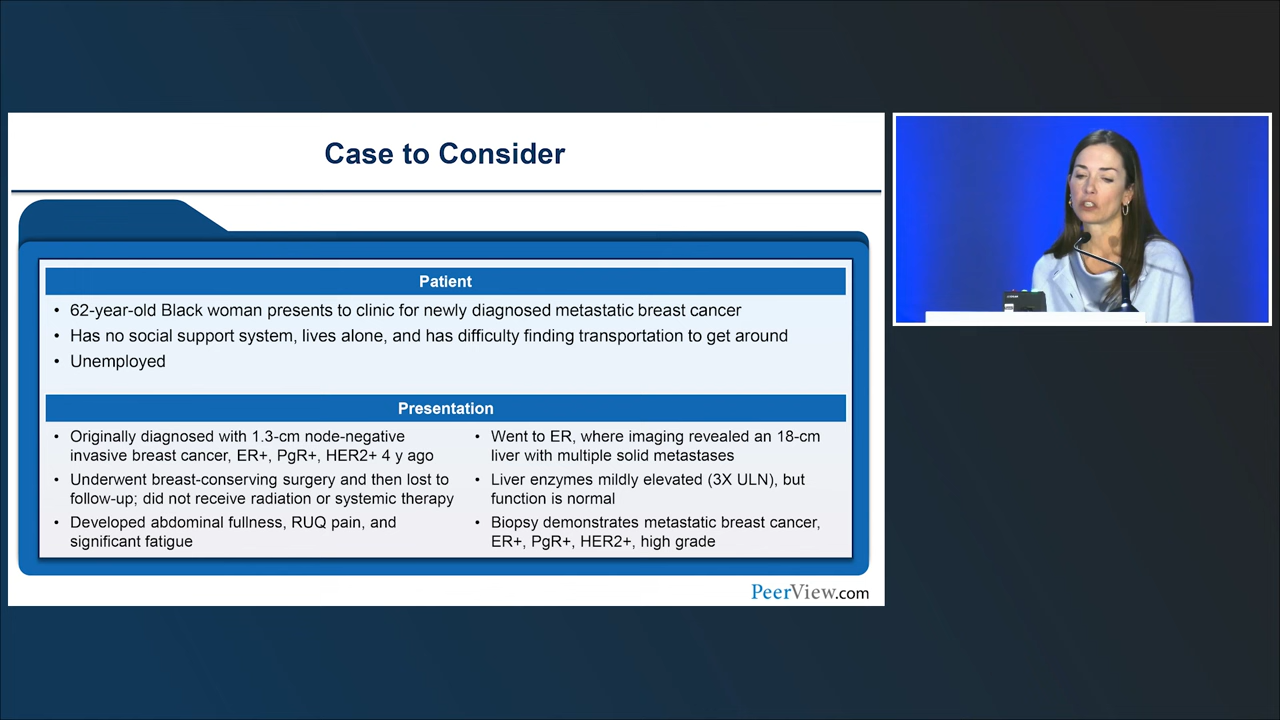 Case to Consider
Patient
• 62-year-old Black woman presents to clinic for newly diagnosed metastatic breast cancer
• Has no social support system, lives alone, and has difficulty finding transportation to get around
• Unemployed
Presentation
• Originally diagnosed with 1.3-cm node-negative
invasive breast cancer, ER+, PgR+, HER2+ 4 y ago
• Underwent breast-conserving surgery and then lost to
follow-up; did not receive radiation or systemic therapy
• Developed abdominal fullness, RUQ pain, and
significant fatigue
• Went to ER, where imaging revealed an 18-cm
liver with multiple solid metastases
• Liver enzymes mildly elevated (3X ULN), but
function is normal
• Biopsy demonstrates metastatic breast cancer,
ER+, PgR+, HER2+, high grade
PeerView.com